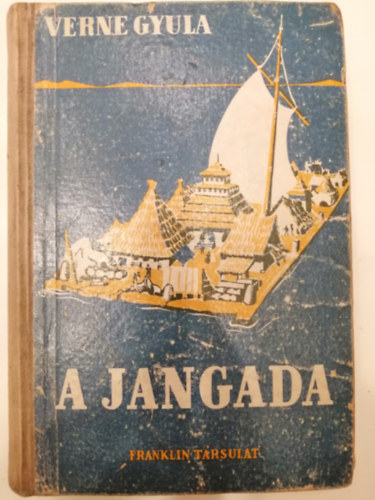 VERNE GYULA
A JANGADA
FRANKLIN TÁRSULAT